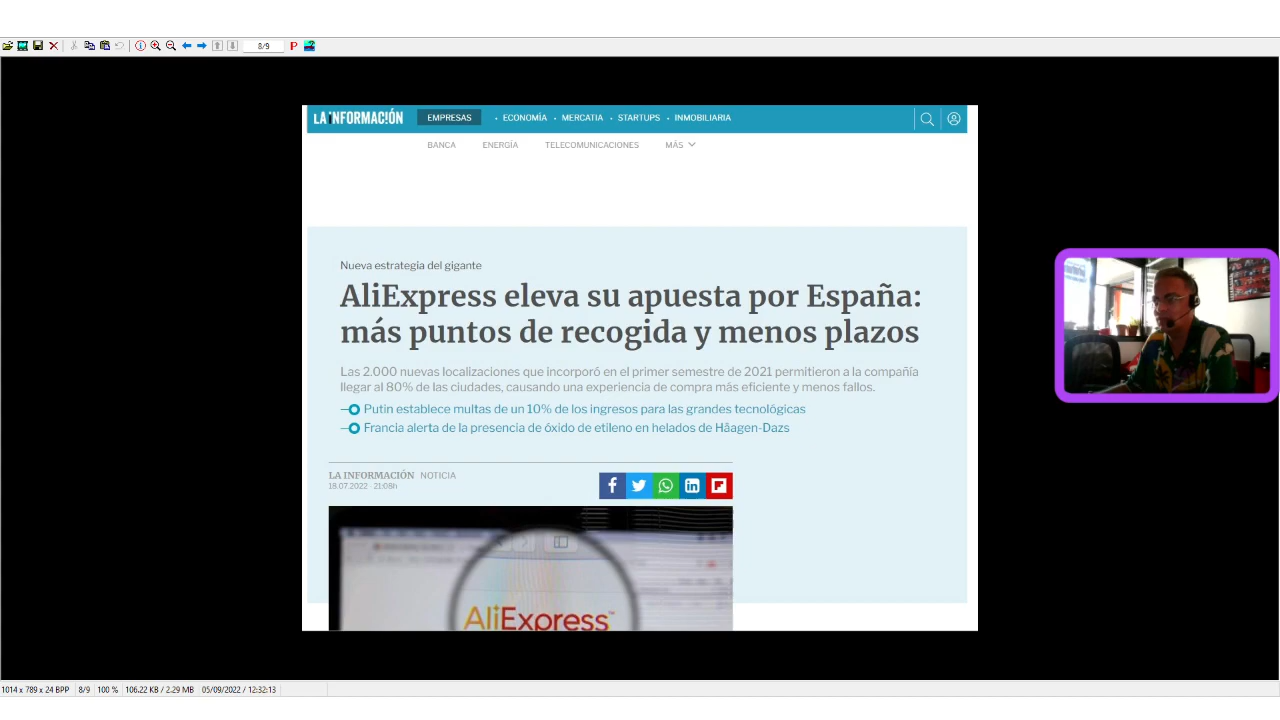 8/9
P
LA INFORMAC!ÓN EMPRESAS • ECONOMÍA • MERCATIA • STARTUPS • INMOBILIARIA
BANCA ENERGÍA TELECOMUNICACIONES MÁS
Nueva estrategia del gigante
AliExpress eleva su apuesta por España:
más puntos de recogida y menos plazos
Las 2.000 nuevas localizaciones que incorporó en el primer semestre de 2021 permitieron a la compañía
llegar al 80% de las ciudades, causando una experiencia de compra más eficiente y menos fallos.
Putin establece multas de un 10% de los ingresos para las grandes tecnológicas
Francia alerta de la presencia de óxido de etileno en helados de Häagen-Dazs
LA INFORMACIÓN NOTICIA
18.07.2022 - 21:08h
AliExpress™
1014 x 789 x 24 BPP 8/9 100 % 106.22 KB / 2.29 MB 05/09/2022 / 12:32:13